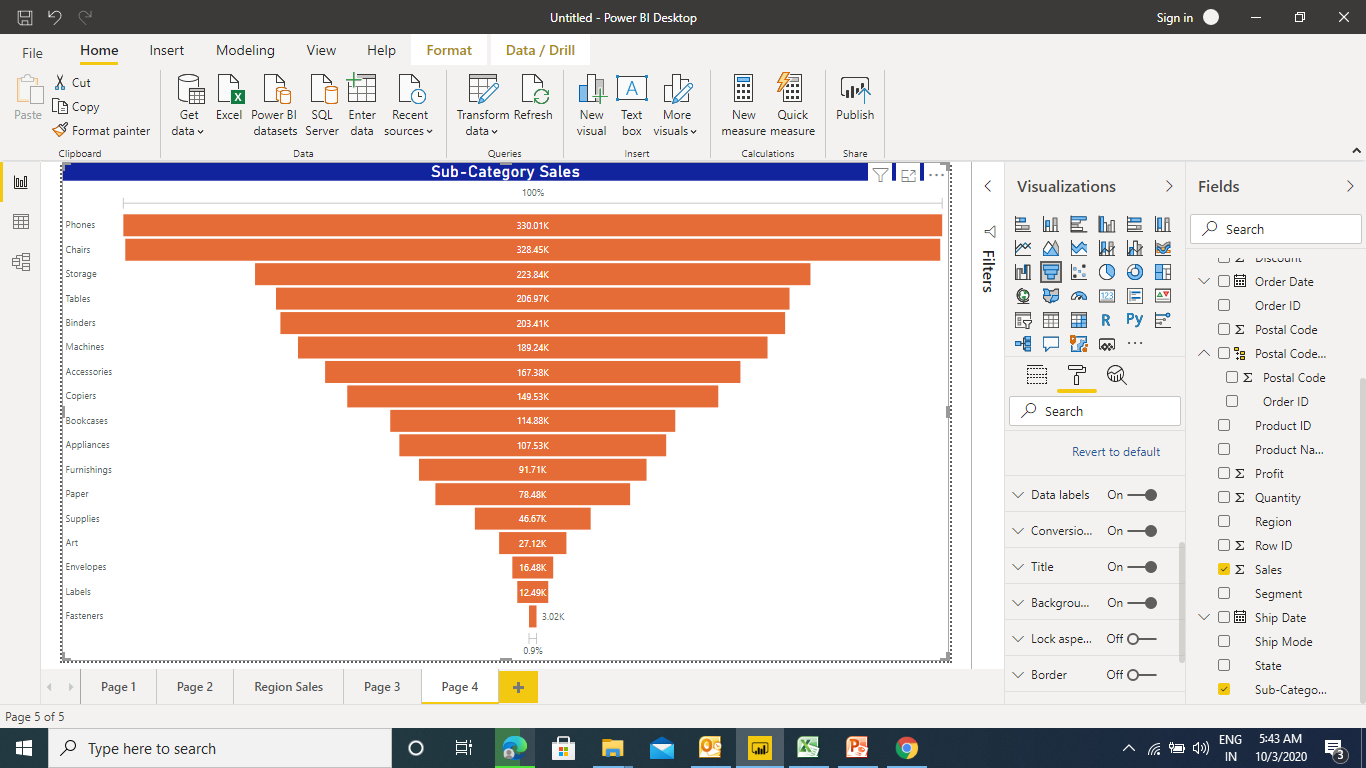 Untitled - Power BI Desktop
Sign in
File Home Insert Modeling View Help Format Data / Drill
Paste
Cut
Copy
Format painter
Clipboard
Get data
Excel
Power BI datasets
SQL Server
Enter data
Recent sources
Data
Transform data
Refresh
Queries
New visual
Text box
A
More visuals
Insert
New measure
Quick measure
Calculations
Publish
Share
Sub-Category Sales
100%
Phones 330.01K
Chairs 328.45K
Storage 223.84K
Tables 206.97K
Binders 203.41K
Machines 189.24K
Accessories 167.38K
Copiers 149.53K
Bookcases 114.88K
Appliances 107.53K
Furnishings 91.71K
Paper 78.48K
Supplies 46.67K
Art 27.12K
Envelopes 16.48K
Labels 12.49K
Fasteners 3.02K
0.9%
Filters
Visualizations
123
R Py
...
Search
Revert to default
Data labels On
Conversio... On
Title On
Backgrou... On
Lock aspe... Off
Border Off
Fields
Search
Discount
Order Date
Order ID
Σ Postal Code
Postal Code...
Σ Postal Code
Order ID
Product ID
Product Na...
Σ Profit
Σ Quantity
Region
Σ Row ID
Σ Sales
Segment
Ship Date
Ship Mode
State
Sub-Catego...
Page 1 Page 2 Region Sales Page 3 Page 4 +
Page 5 of 5
Type here to search
ENG
IN
5:43 AM
10/3/2020
3